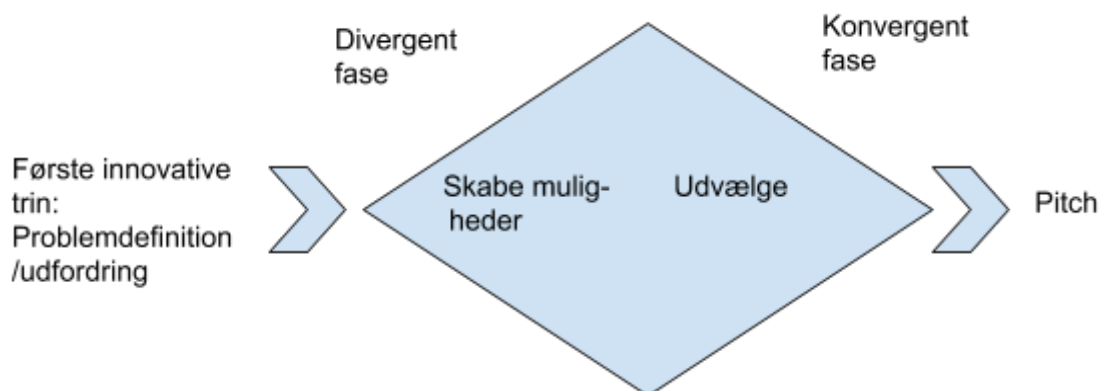 Divergent
fase
Konvergent
fase
Første innovative
trin:
Problemdefinition
/udfordring
Skabe mulig-
heder
Udvælge
Pitch